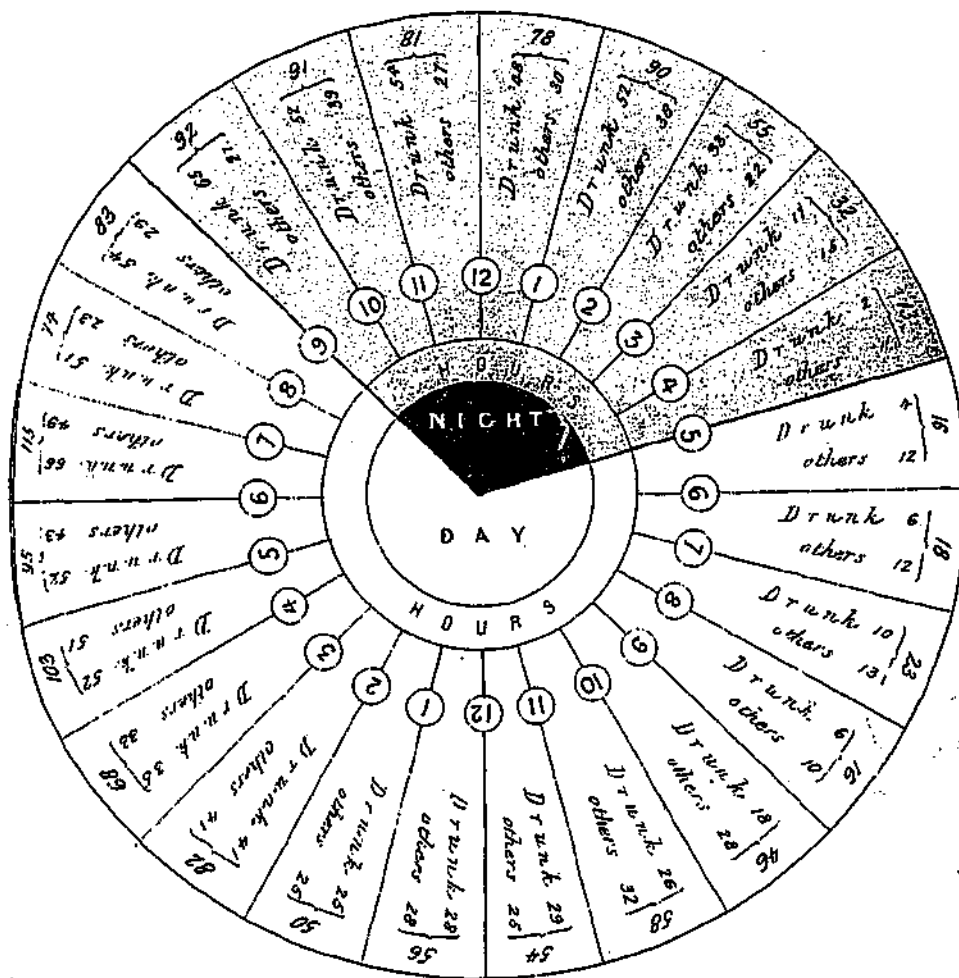 12
78
Drunk 48
others 30
1
90
Drunk 52
others 38
2
55
Drunk 33
others 22
3
32
Drunk 17
others 15
4
Drunk 2
others 11
5
16
Drunk 4
others 12
6
18
Drunk 6
others 12
7
23
Drunk 10
others 13
8
16
Drunk 6
others 10
9
46
Drunk 18
others 28
10
58
Drunk 26
others 32
11
54
Drunk 29
others 25
12
56
Drunk 28
others 28
1
50
Drunk 25
others 25
2
82
Drunk 41
others 41
3
68
Drunk 36
others 32
4
103
Drunk 52
others 51
5
95
Drunk 52
others 43
6
115
Drunk 66
others 49
7
74
Drunk 51
others 23
8
83
Drunk 54
others 29
9
92
Drunk 65
others 27
10
91
Drunk 52
others 39
11
81
Drunk 54
others 27
HOURS
NIGHT
DAY
HOURS